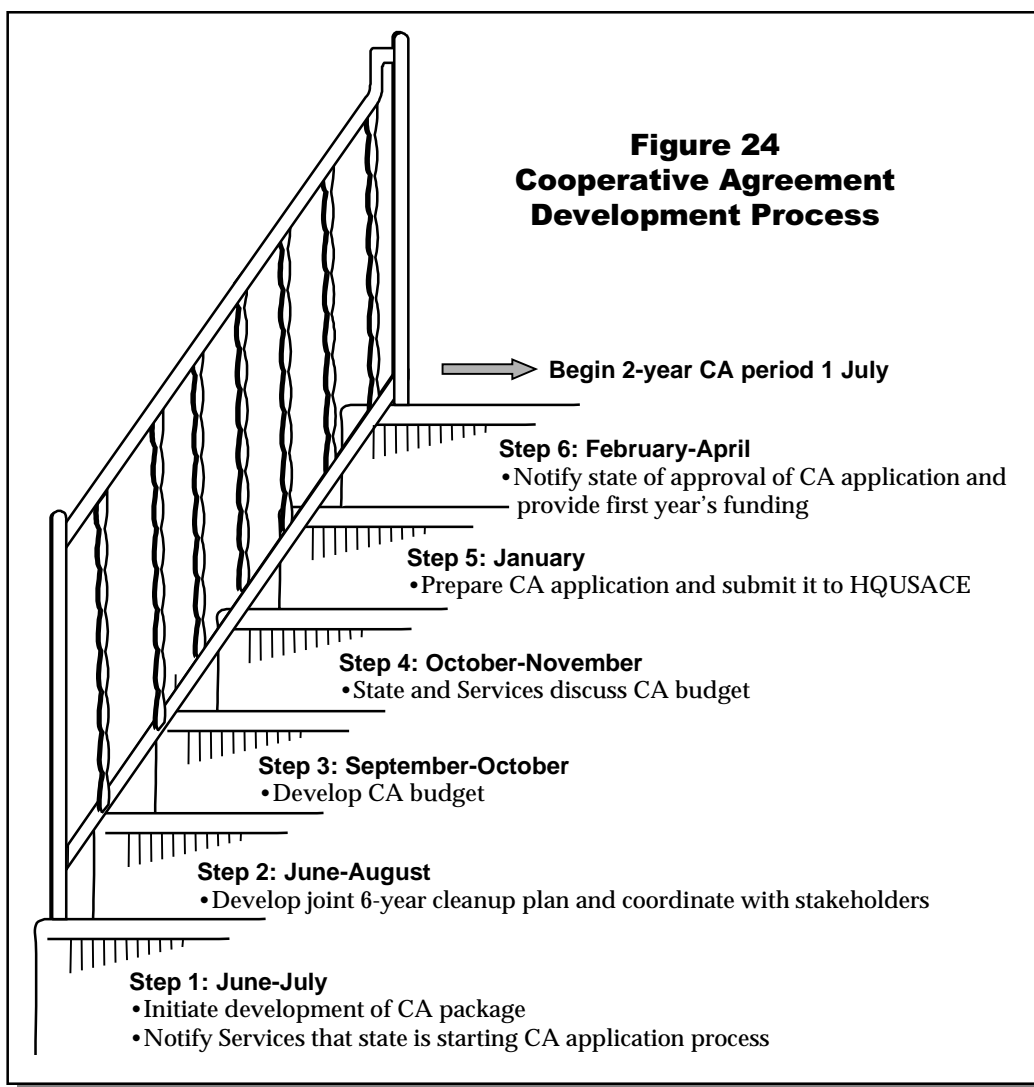 Figure 24
Cooperative Agreement
Development Process
Begin 2-year CA period 1 July
Step 6: February-April
•Notify state of approval of CA application and
provide first year's funding
Step 5: January
•Prepare CA application and submit it to HQUSACE
Step 4: October-November
•State and Services discuss CA budget
Step 3: September-October
•Develop CA budget
Step 2: June-August
•Develop joint 6-year cleanup plan and coordinate with stakeholders
Step 1: June-July
•Initiate development of CA package
•Notify Services that state is starting CA application process